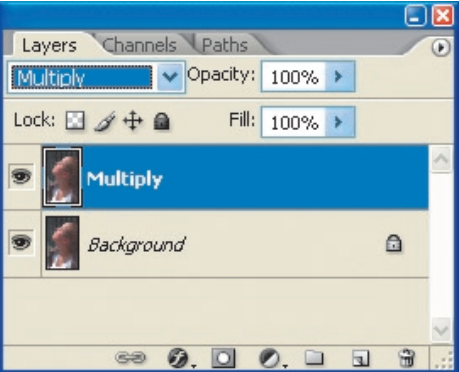 Layers Channels Paths
Multiply Opacity: 100%
Lock: Fill: 100%
Multiply
Background